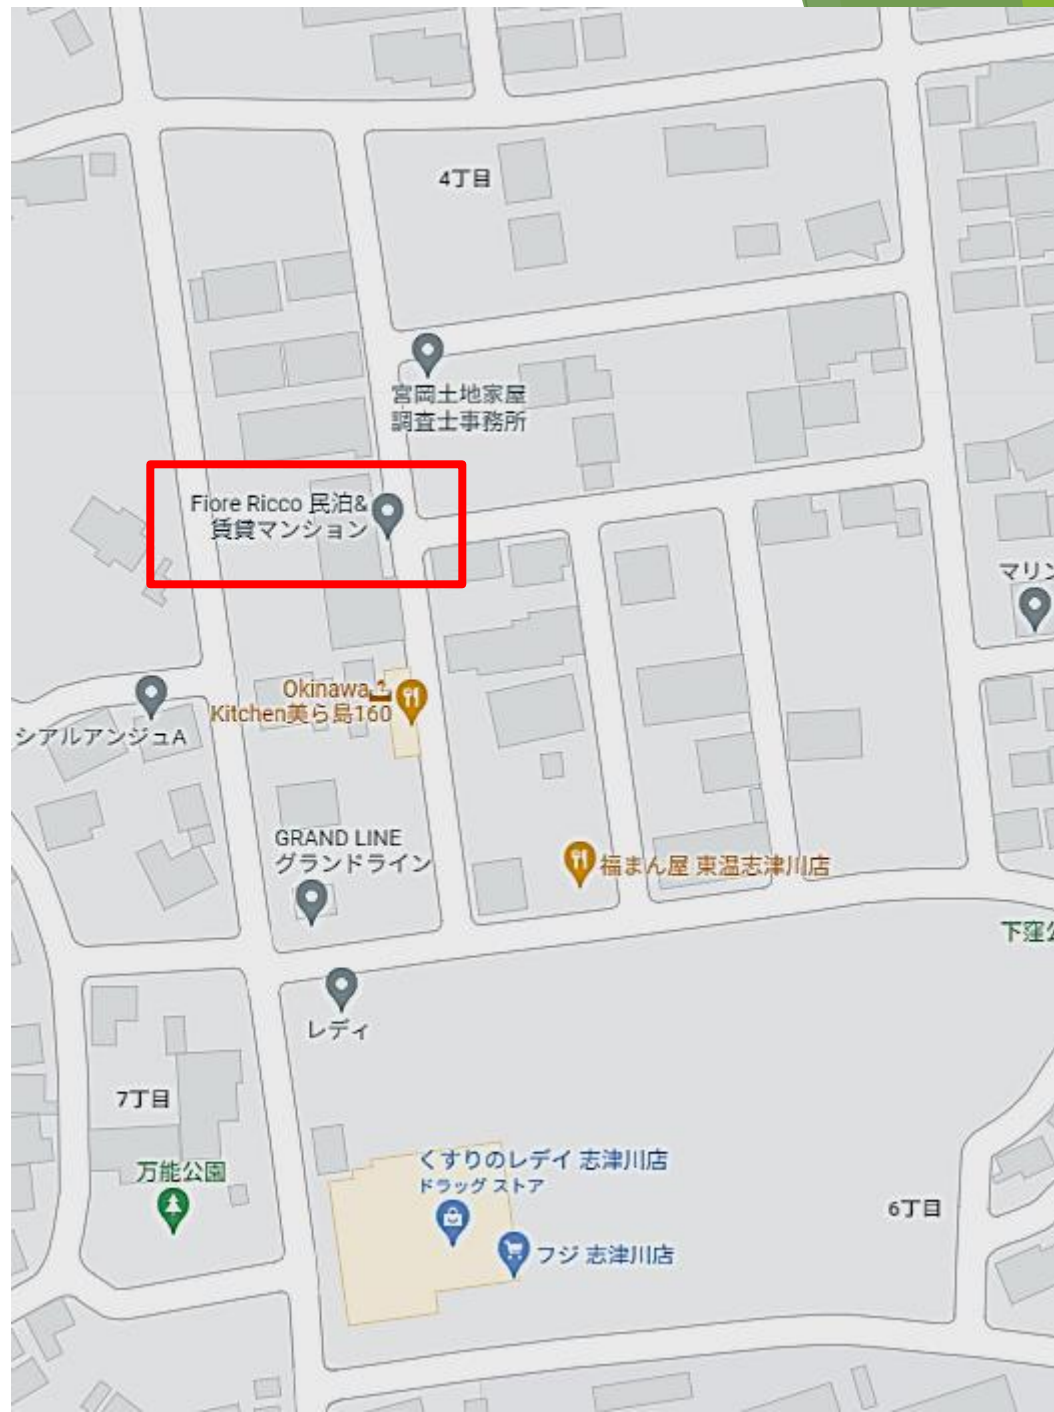 4丁目
宮岡土地家屋
調査士事務所
Fiore Ricco 民泊&
賃貸マンション
マリン
Okinawa
Kitchen美ら島160
シアルアンジュA
GRAND LINE
グランドライン
福まん屋 東温志津川店
下窪公
レディ
7丁目
万能公園
くすりのレデイ 志津川店
ドラッグ ストア
6丁目
フジ 志津川店